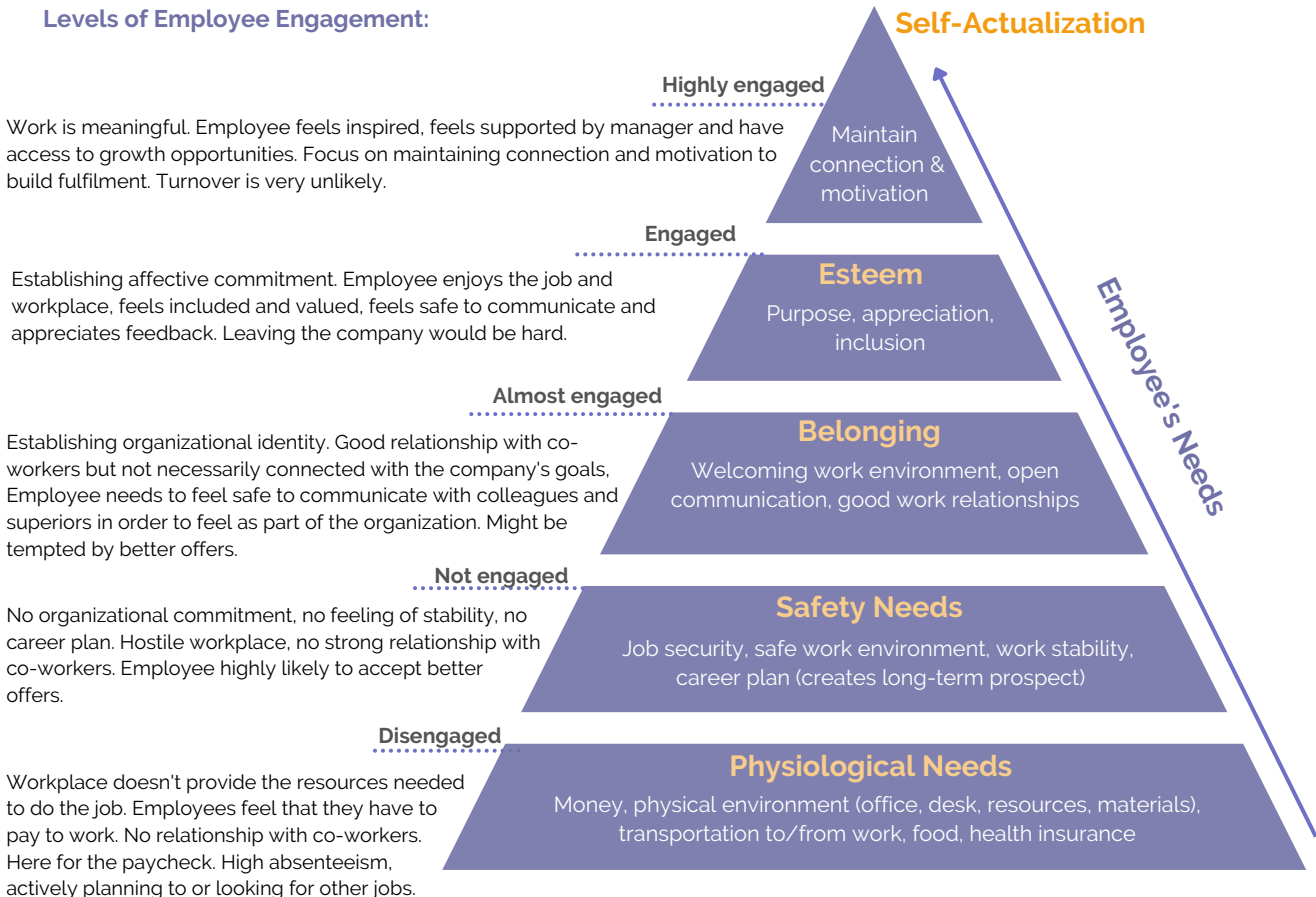 Levels of Employee Engagement:
Self-Actualization
Highly engaged
Work is meaningful. Employee feels inspired, feels supported by manager and have
access to growth opportunities. Focus on maintaining connection and motivation to
build fulfilment. Turnover is very unlikely.
Maintain
connection &
motivation
Engaged
Establishing affective commitment. Employee enjoys the job and
workplace, feels included and valued, feels safe to communicate and
appreciates feedback. Leaving the company would be hard.
Esteem
Purpose, appreciation,
inclusion
Employee's Needs
Almost engaged
Establishing organizational identity. Good relationship with co-
workers but not necessarily connected with the company's goals,
Employee needs to feel safe to communicate with colleagues and
superiors in order to feel as part of the organization. Might be
tempted by better offers.
Belonging
Welcoming work environment, open
communication, good work relationships
Not engaged
No organizational commitment, no feeling of stability, no
career plan. Hostile workplace, no strong relationship with
co-workers. Employee highly likely to accept better
offers.
Safety Needs
Job security, safe work environment, work stability,
career plan (creates long-term prospect)
Disengaged
Workplace doesn't provide the resources needed
to do the job. Employees feel that they have to
pay to work. No relationship with co-workers.
Here for the paycheck. High absenteeism,
actively planning to or looking for other jobs.
Physiological Needs
Money, physical environment (office, desk, resources, materials),
transportation to/from work, food, health insurance